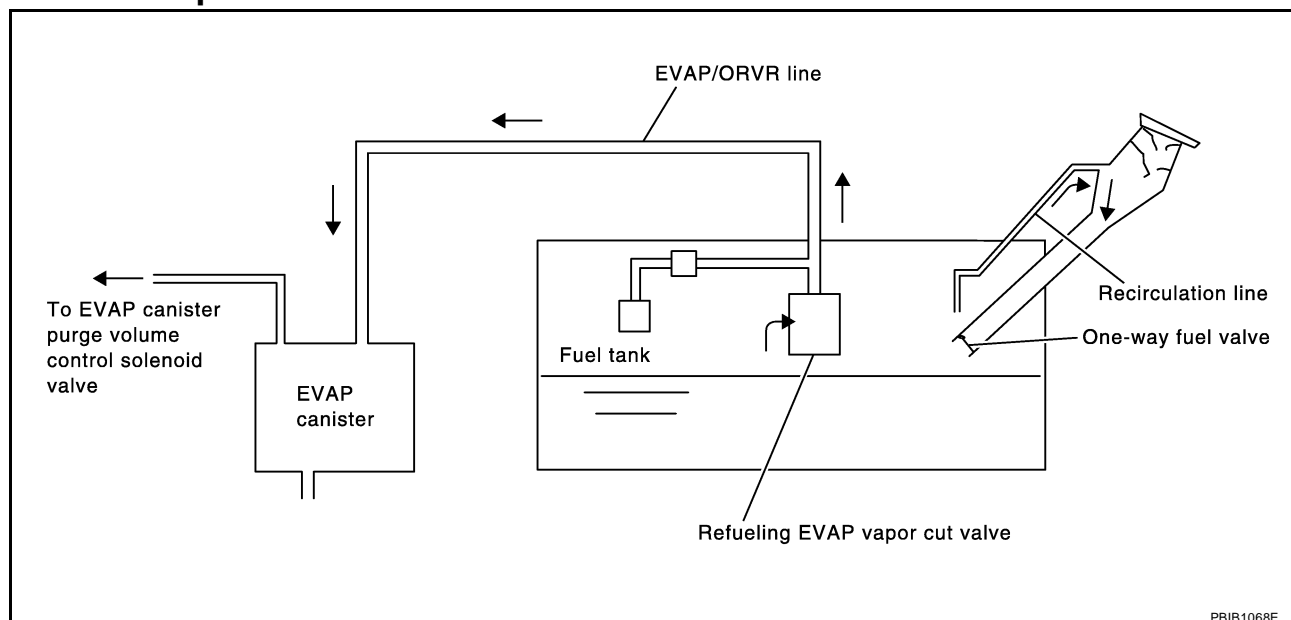 EVAP/ORVR line
To EVAP canister
purge volume
control solenoid
valve
EVAP
canister
Fuel tank
Recirculation line
One-way fuel valve
Refueling EVAP vapor cut valve
PBIB1068E